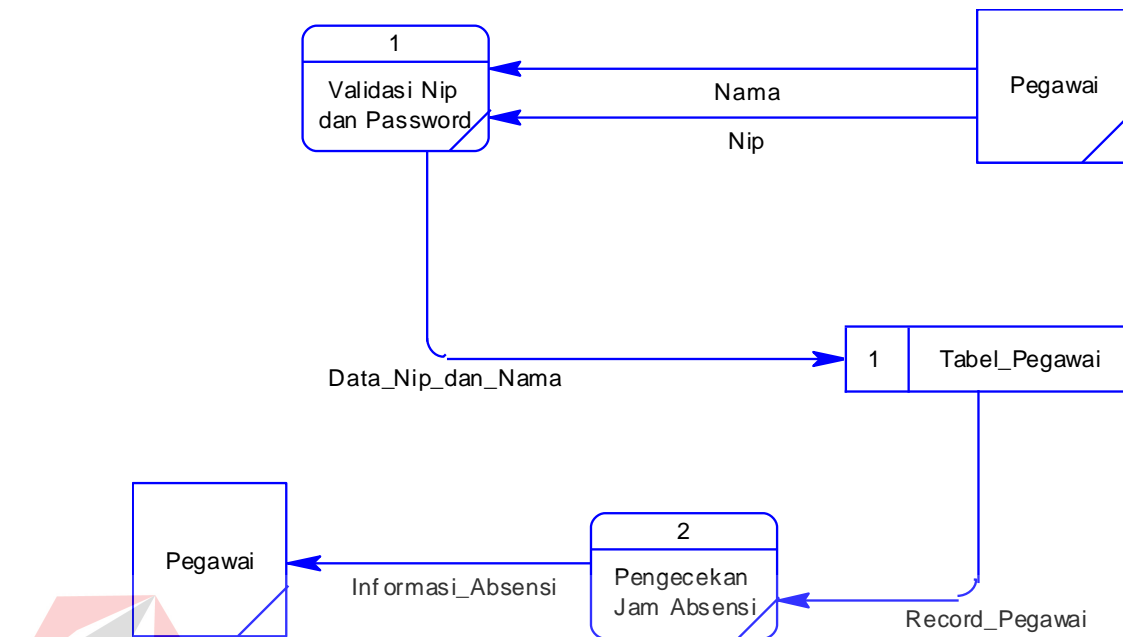 1
Validasi Nip
dan Password
Nama
Nip
Pegawai
Data_Nip_dan_Nama
1
Tabel_Pegawai
Pegawai
Informasi_Absensi
2
Pengecekan
Jam Absensi
Record_Pegawai